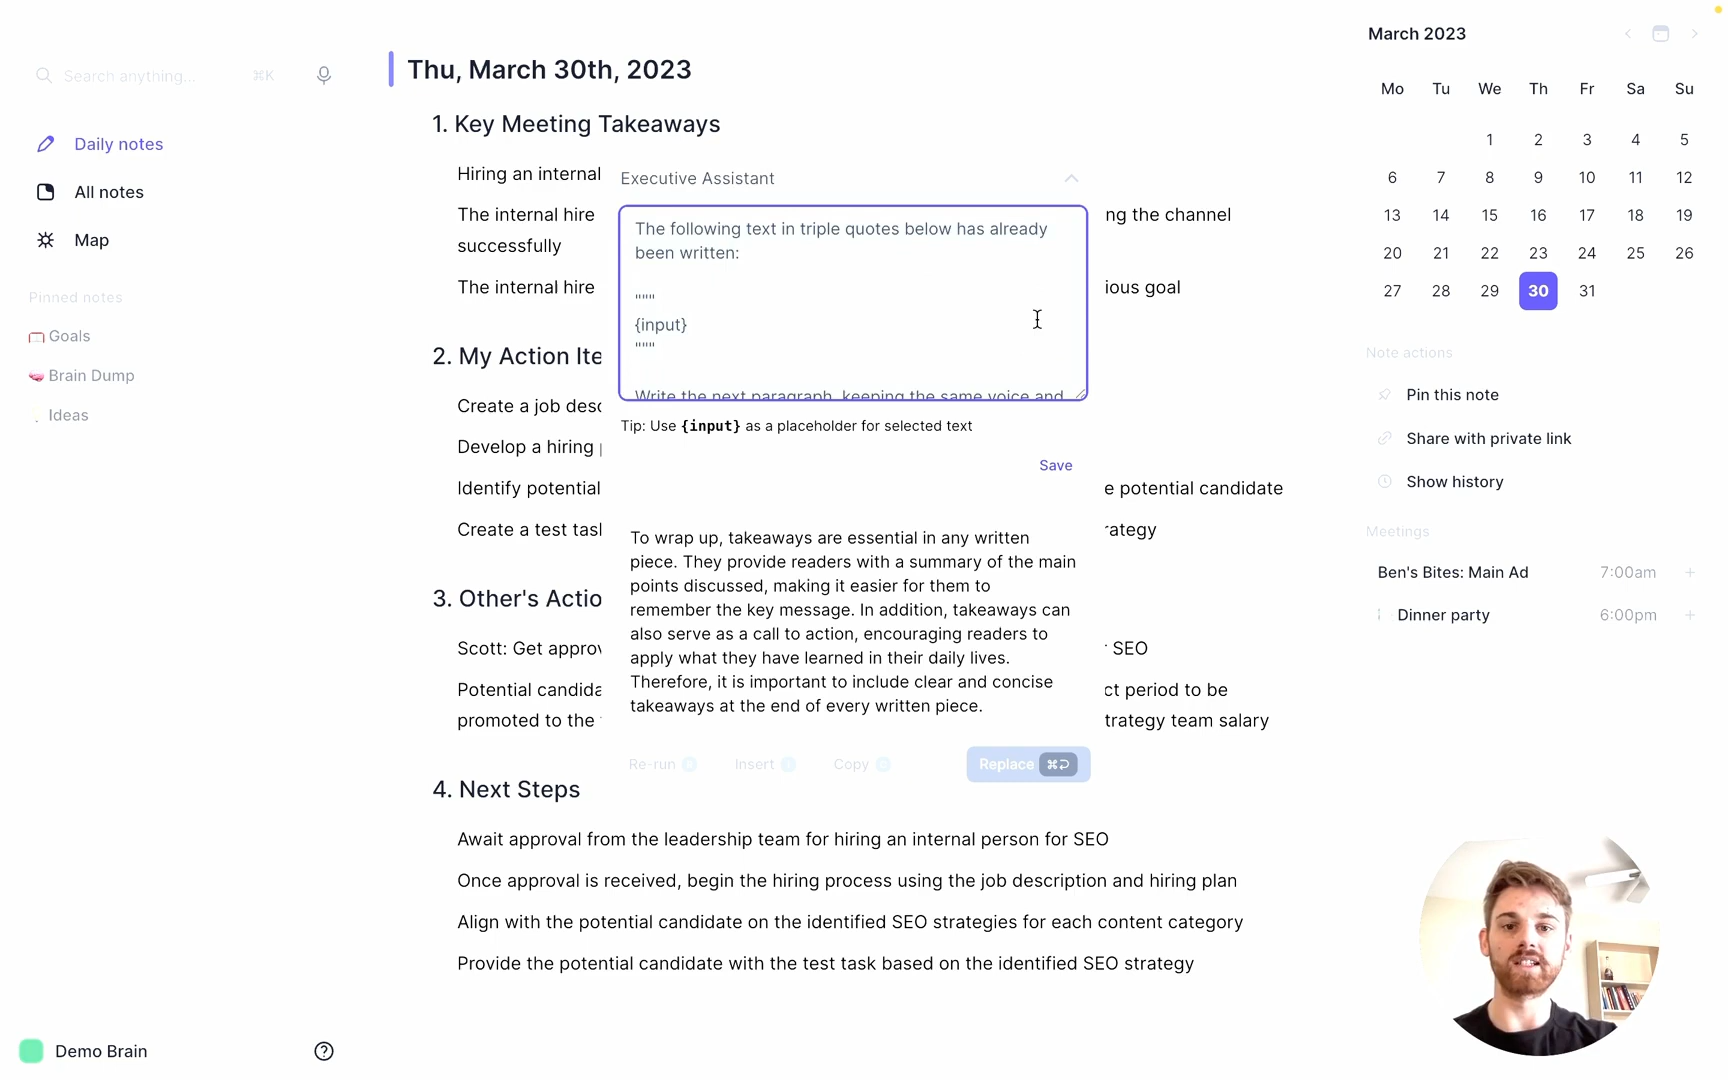 Search anything...
⌘K
Daily notes
All notes
Map
Pinned notes
Goals
Brain Dump
Ideas
Demo Brain
Thu, March 30th, 2023
1. Key Meeting Takeaways
Hiring an internal
The internal hire
ng the channel
successfully
The internal hire
ious goal
2. My Action Ite
Create a job desc
Develop a hiring
Identify potential
e potential candidate
Create a test task
rategy
3. Other's Actio
Scott: Get approv
SEO
Potential candida
ct period to be
promoted to the
trategy team salary
4. Next Steps
Await approval from the leadership team for hiring an internal person for SEO
Once approval is received, begin the hiring process using the job description and hiring plan
Align with the potential candidate on the identified SEO strategies for each content category
Provide the potential candidate with the test task based on the identified SEO strategy
Executive Assistant
The following text in triple quotes below has already
been written:
"""
{input}
"""
Write the next paragraph, keeping the same voice and
Tip: Use {input} as a placeholder for selected text
Save
To wrap up, takeaways are essential in any written
piece. They provide readers with a summary of the main
points discussed, making it easier for them to
remember the key message. In addition, takeaways can
also serve as a call to action, encouraging readers to
apply what they have learned in their daily lives.
Therefore, it is important to include clear and concise
takeaways at the end of every written piece.
Re-run Insert Copy Replace ⌘
March 2023
Mo Tu We Th Fr Sa Su
1 2 3 4 5
6 7 8 9 10 11 12
13 14 15 16 17 18 19
20 21 22 23 24 25 26
27 28 29 30 31
Note actions
Pin this note
Share with private link
Show history
Meetings
Ben's Bites: Main Ad 7:00am +
Dinner party 6:00pm +